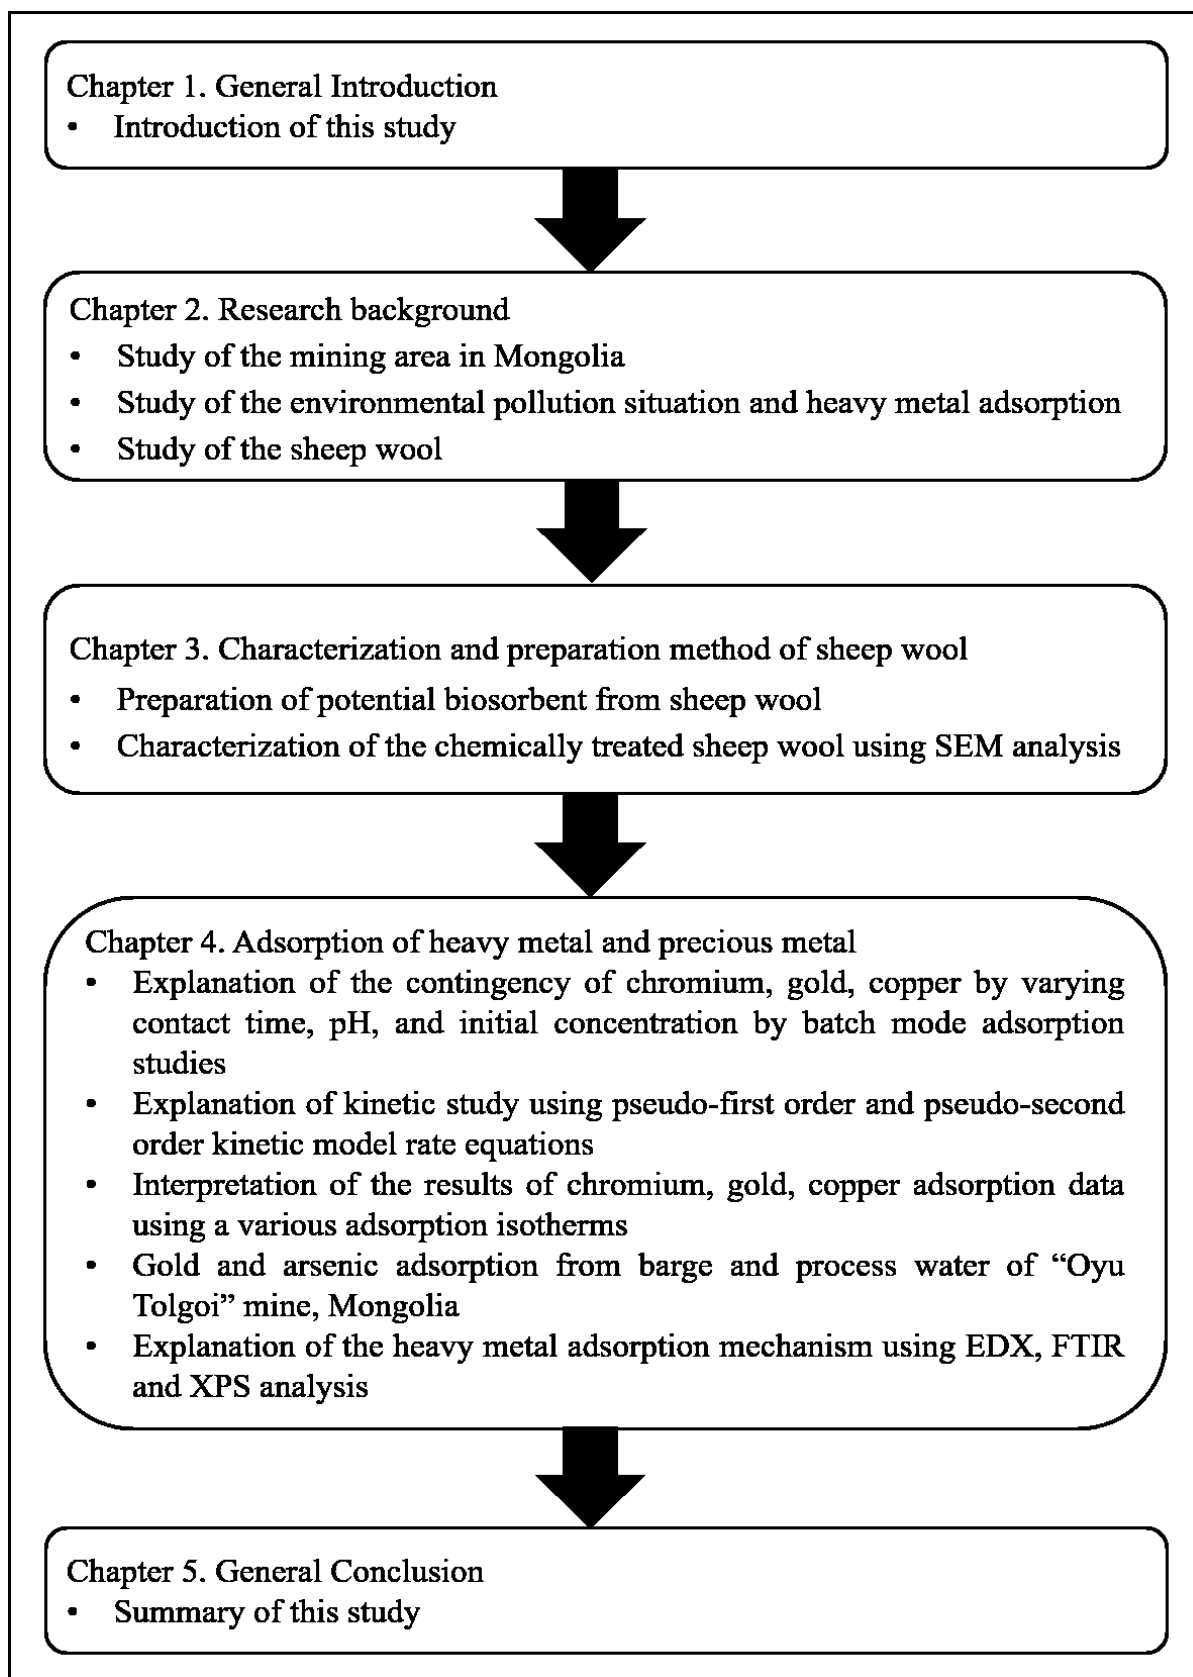 Chapter 1. General Introduction
• Introduction of this study
Chapter 2. Research background
• Study of the mining area in Mongolia
• Study of the environmental pollution situation and heavy metal adsorption
• Study of the sheep wool
Chapter 3. Characterization and preparation method of sheep wool
• Preparation of potential biosorbent from sheep wool
• Characterization of the chemically treated sheep wool using SEM analysis
Chapter 4. Adsorption of heavy metal and precious metal
• Explanation of the contingency of chromium, gold, copper by varying
contact time, pH, and initial concentration by batch mode adsorption
studies
• Explanation of kinetic study using pseudo-first order and pseudo-second
order kinetic model rate equations
• Interpretation of the results of chromium, gold, copper adsorption data
using a various adsorption isotherms
• Gold and arsenic adsorption from barge and process water of “Oyu
Tolgoi” mine, Mongolia
• Explanation of the heavy metal adsorption mechanism using EDX, FTIR
and XPS analysis
Chapter 5. General Conclusion
• Summary of this study